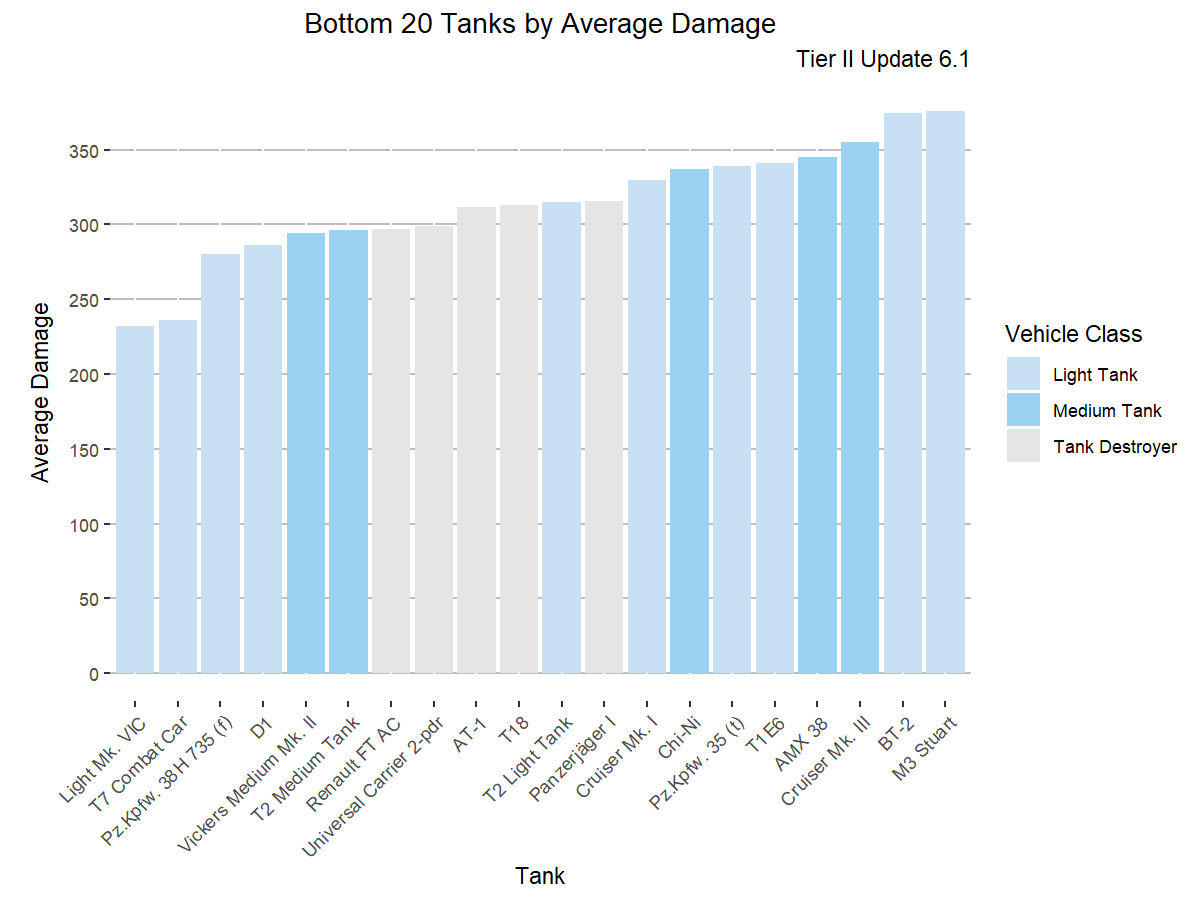 Bottom 20 Tanks by Average Damage
Tier II Update 6.1
Average Damage
350
300
250
200
150
100
50
0
Light Mk. VIC
T7 Combat Car
Pz.Kpfw. 38H 735 (f)
D1
Vickers Medium Mk. II
T2 Medium Tank
Renault FT AC
Universal Carrier 2-pdr
AT-1
T18
T2 Light Tank
Panzerjäger I
Cruiser Mk. I
Chi-Ni
Pz.Kpfw. 35 (t)
T1E6
AMX 38
Cruiser Mk. III
BT-2
M3 Stuart
Tank
Vehicle Class
Light Tank
Medium Tank
Tank Destroyer